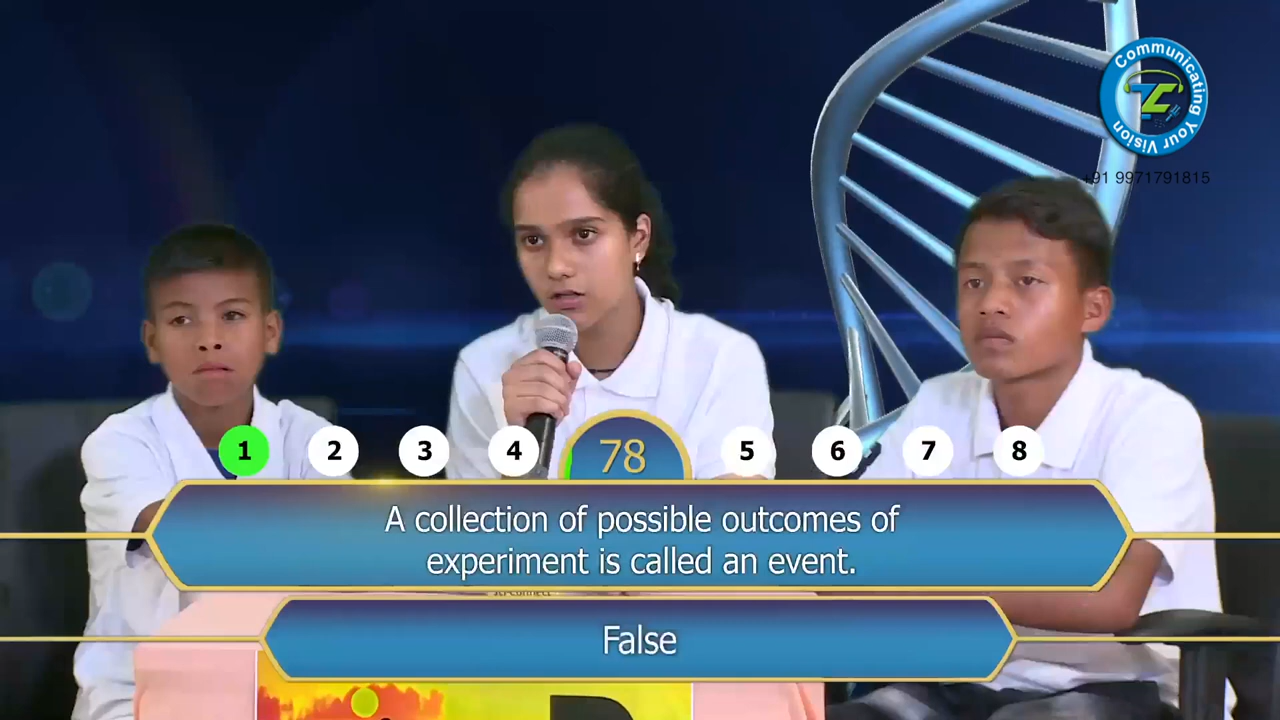 Communicating Your Vision
TC
+91 9971791815
1 2 3 4 78 5 6 7 8
A collection of possible outcomes of
experiment is called an event.
False